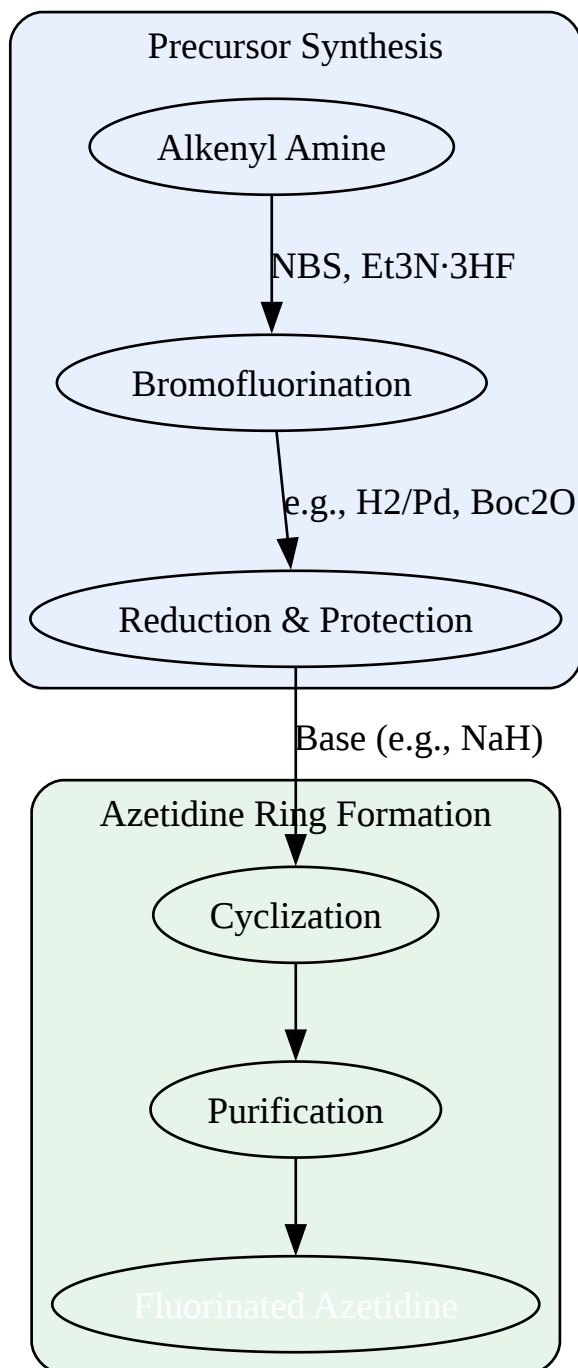 Precursor Synthesis
Alkenyl Amine
NBS, Et3N·3HF
Bromofluorination
e.g., H2/Pd, Boc2O
Reduction & Protection
Base (e.g., NaH)
Azetidine Ring Formation
Cyclization
Purification
Fluorinated Azetidine